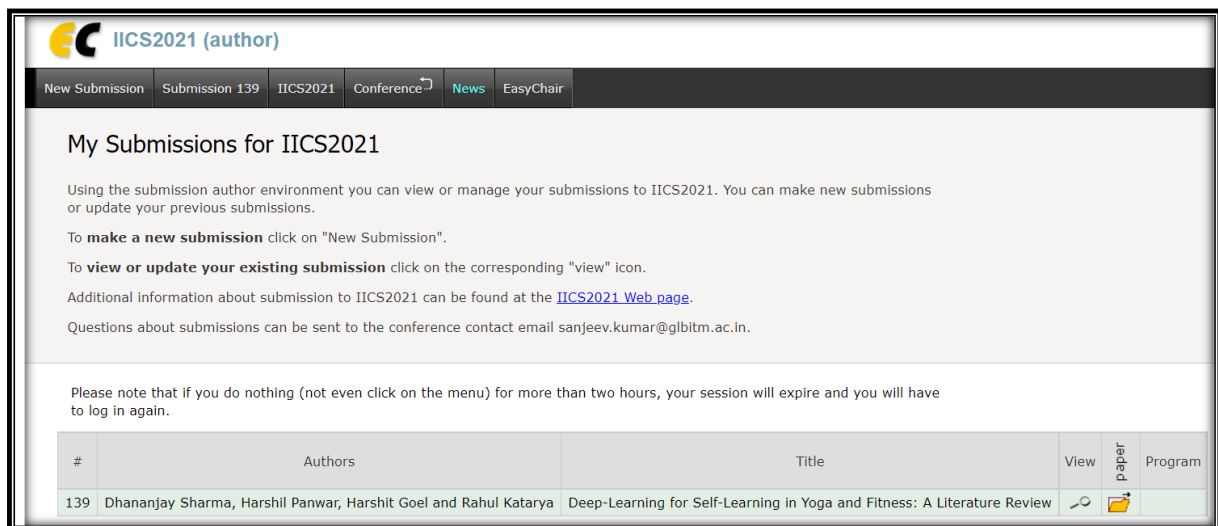 EC IICS2021 (author)
New Submission Submission 139 IICS2021 Conference News EasyChair
My Submissions for IICS2021
Using the submission author environment you can view or manage your submissions to IICS2021. You can make new submissions
or update your previous submissions.
To make a new submission click on "New Submission".
To view or update your existing submission click on the corresponding "view" icon.
Additional information about submission to IICS2021 can be found at the IICS2021 Web page.
Questions about submissions can be sent to the conference contact email sanjeev.kumar@glbitm.ac.in.
Please note that if you do nothing (not even click on the menu) for more than two hours, your session will expire and you will have
to log in again.
# Authors Title View paper Program
139 Dhananjay Sharma, Harshil Panwar, Harshit Goel and Rahul Katarya Deep-Learning for Self-Learning in Yoga and Fitness: A Literature Review